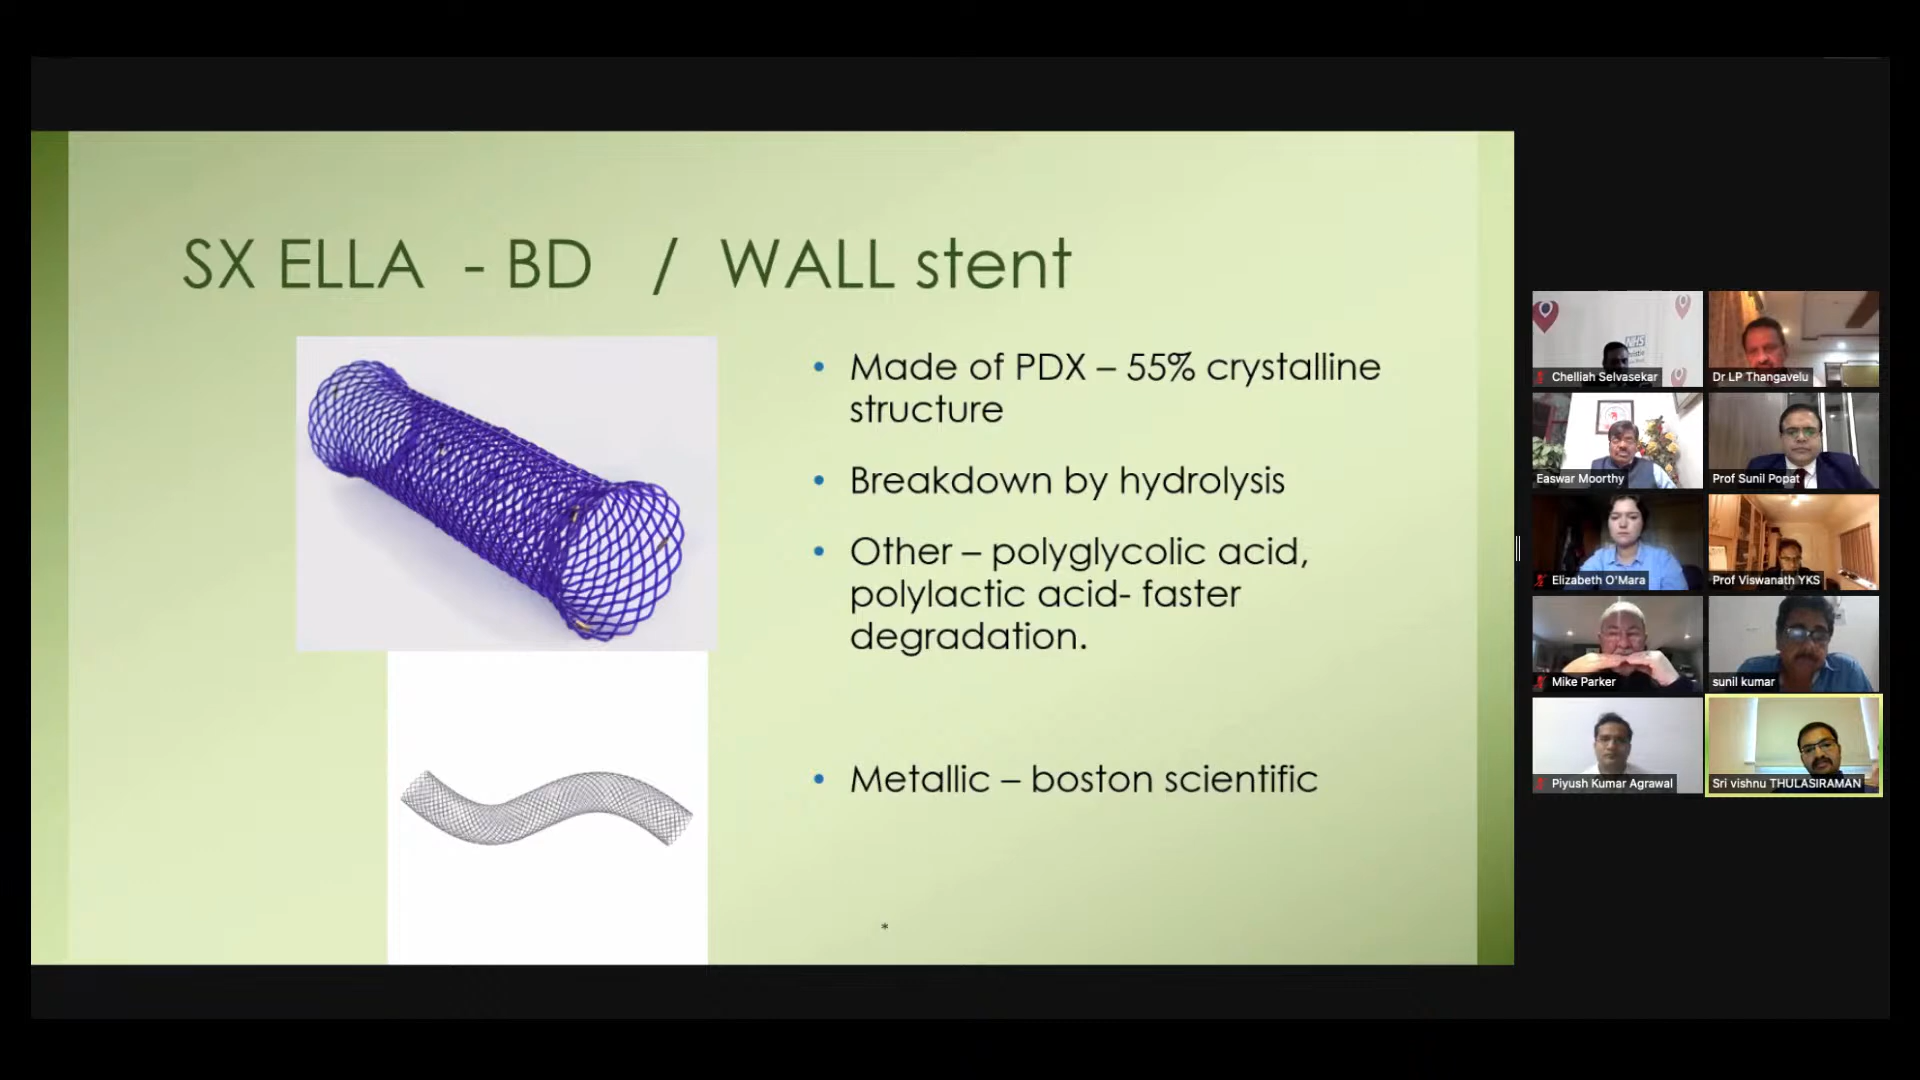 SX ELLA - BD / WALL stent
• Made of PDX – 55% crystalline
structure
• Breakdown by hydrolysis
• Other – polyglycolic acid,
polylactic acid- faster
degradation.
• Metallic – boston scientific
*
NHS
Chelliah Selvasekar
Dr LP Thangavelu
Easwar Moorthy
Prof Sunil Popat
Elizabeth O'Mara
Prof Viswanath YKS
Mike Parker
sunil kumar
Piyush Kumar Agrawal
Sri vishnu THULASIRAMAN